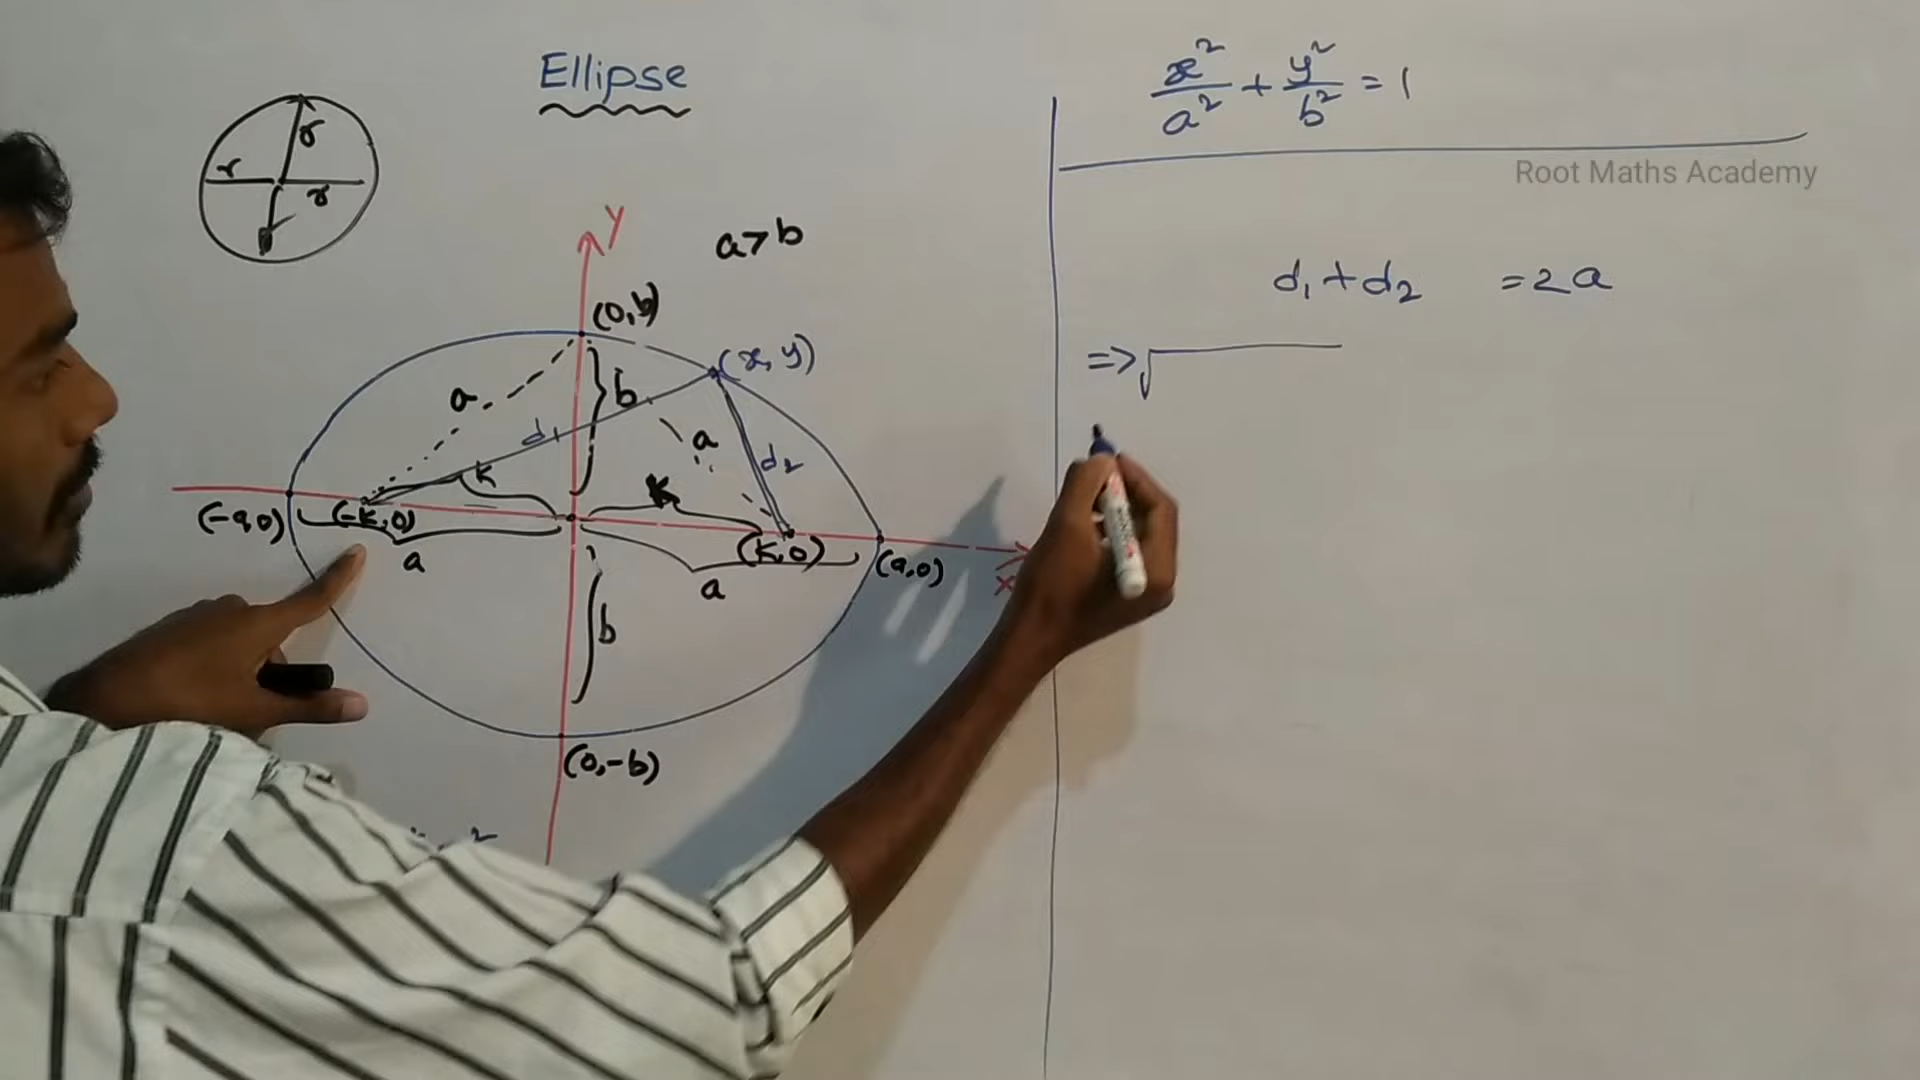 Ellipse
r
r r
y
a>b
(0,b)
(x, y)
a
b
d1
a
d2
k
k
(-a,0)
(-k,0)
(k,0)
(a,0)
a
a
x
b
(0,-b)
2
x²/a² + y²/b² = 1
Root Maths Academy
d1+d2 =2a
=>√